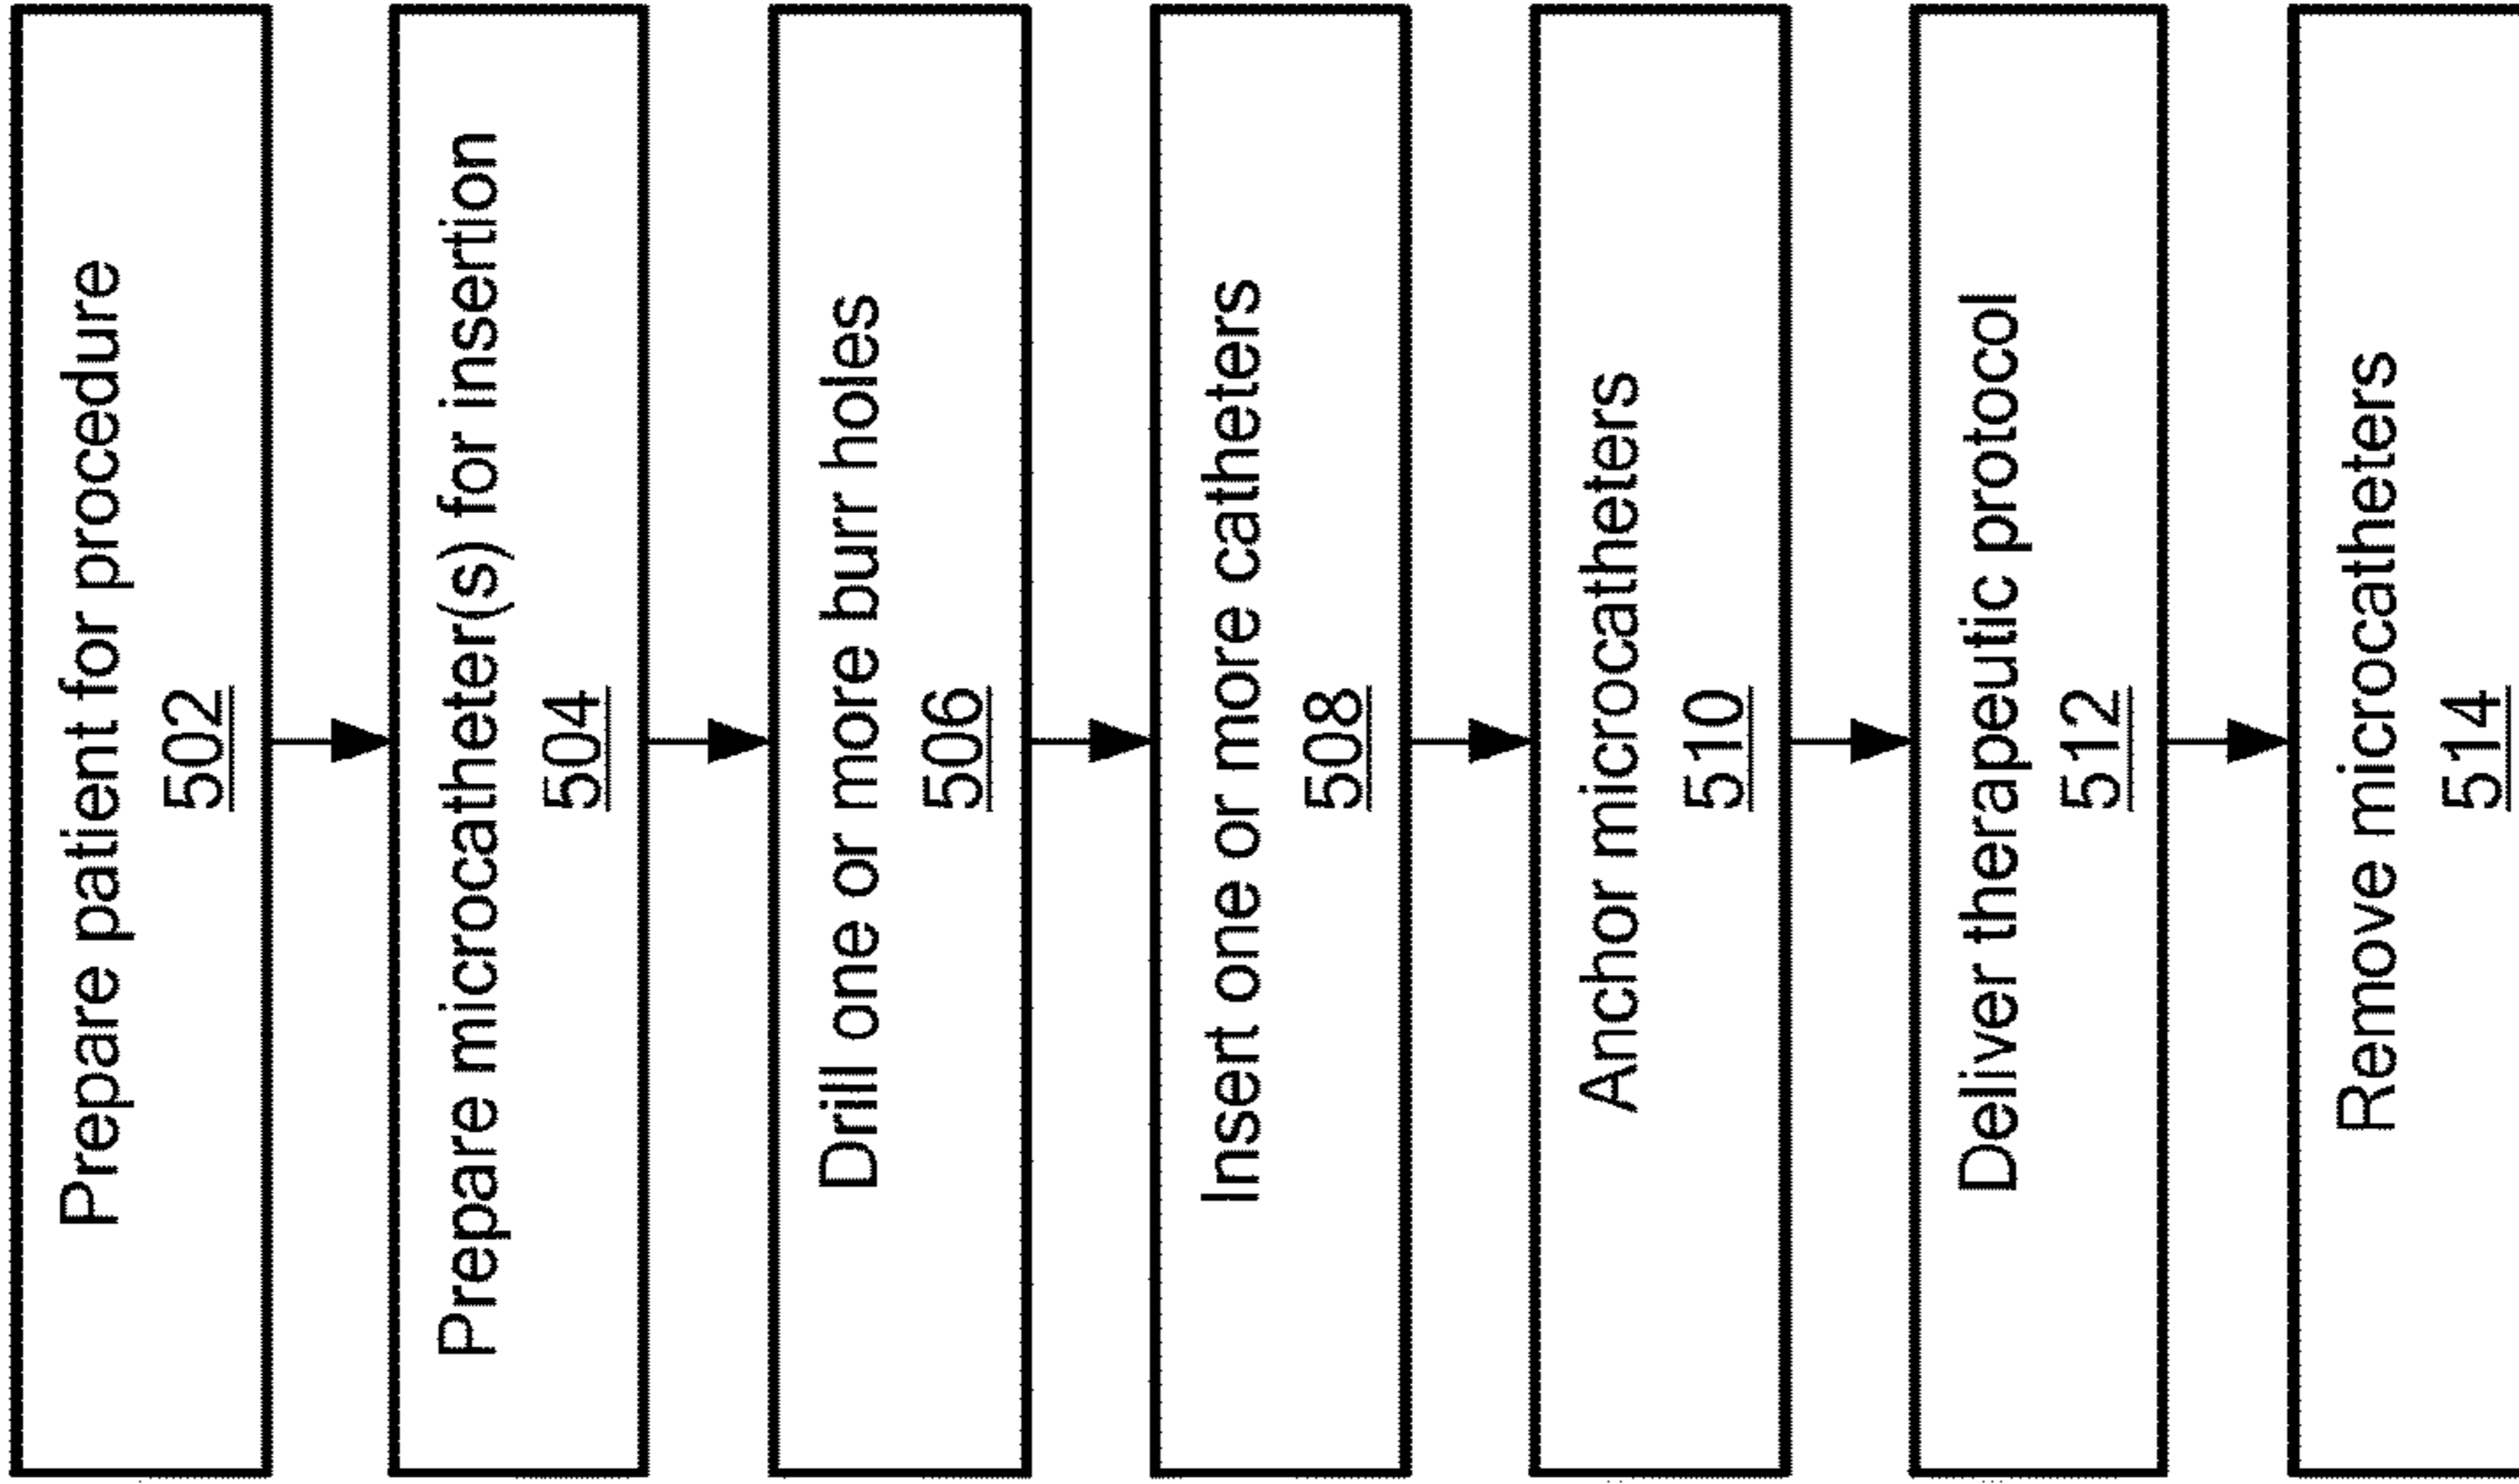 Prepare patient for procedure
502
Prepare microcatheter(s) for insertion
504
Drill one or more burr holes
506
Insert one or more catheters
508
Anchor microcatheters
510
Deliver therapeutic protocol
512
Remove microcatheters
514